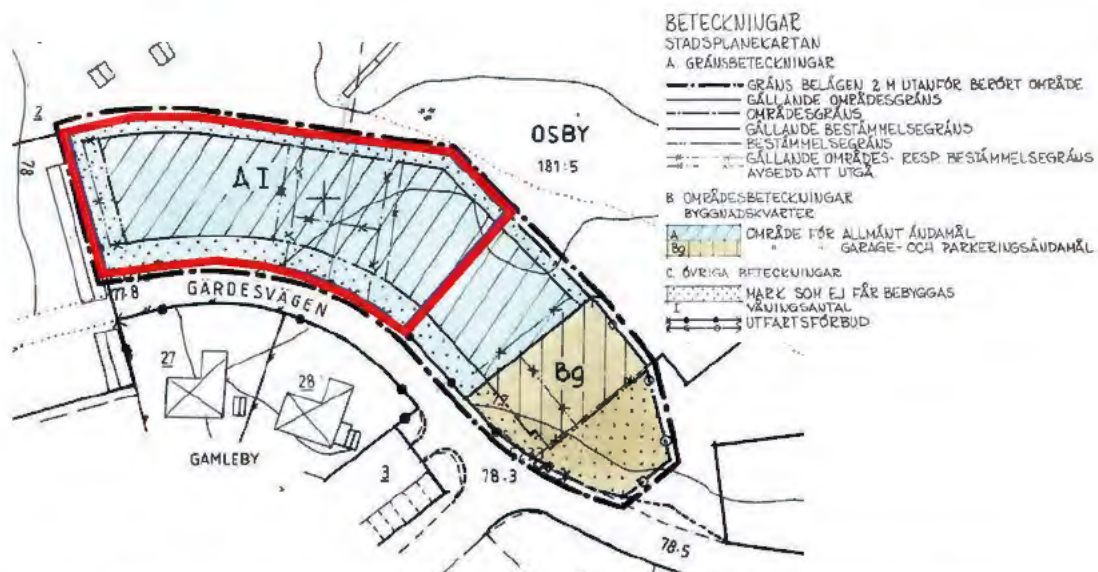 BETECKNINGAR
STADSPLANEKARTAN
A. GRÄNSBETECKNINGAR
GRÄNS BELÄGEN 2 M UTANFÖR BERÖRT OMRÅDE
GÄLLANDE OMRÅDESGRÄNS
OMRÅDESGRÄNS
GÄLLANDE BESTÄMMELSEGRÄNS
BESTÄMMELSEGRÄNS
GÄLLANDE OMRÅDES- RESP. BESTÄMMELSEGRÄNS
AVSEDD ATT UTGÅ
B OMRÅDESBETECKNINGAR
BYGGNADSKVARTER
A OMRÅDE FÖR ALLMÄNT ÄNDAMÅL
Bg " " GARAGE- OCH PARKERINGSÄNDAMÅL
C. ÖVRIGA BETECKNINGAR
MARK SOM EJ FÅR BEBYGGAS
I VÅNINGSANTAL
UTFARTSFÖRBUD
2
78
OSBY
181:5
A I
77.8
GÄRDESVÄGEN
Bg
27
28
GAMLEBY
3
78.3
78.5